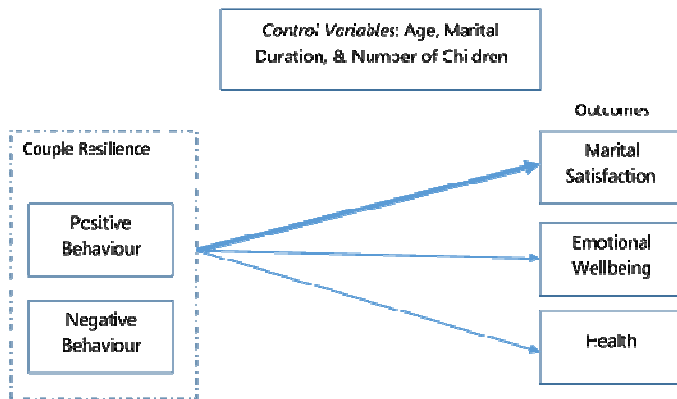 Control Variables: Age, Marital
Duration, & Number of Children
Outcomes
Couple Resilience
Marital
Satisfaction
Positive
Behaviour
Emotional
Wellbeing
Negative
Behaviour
Health